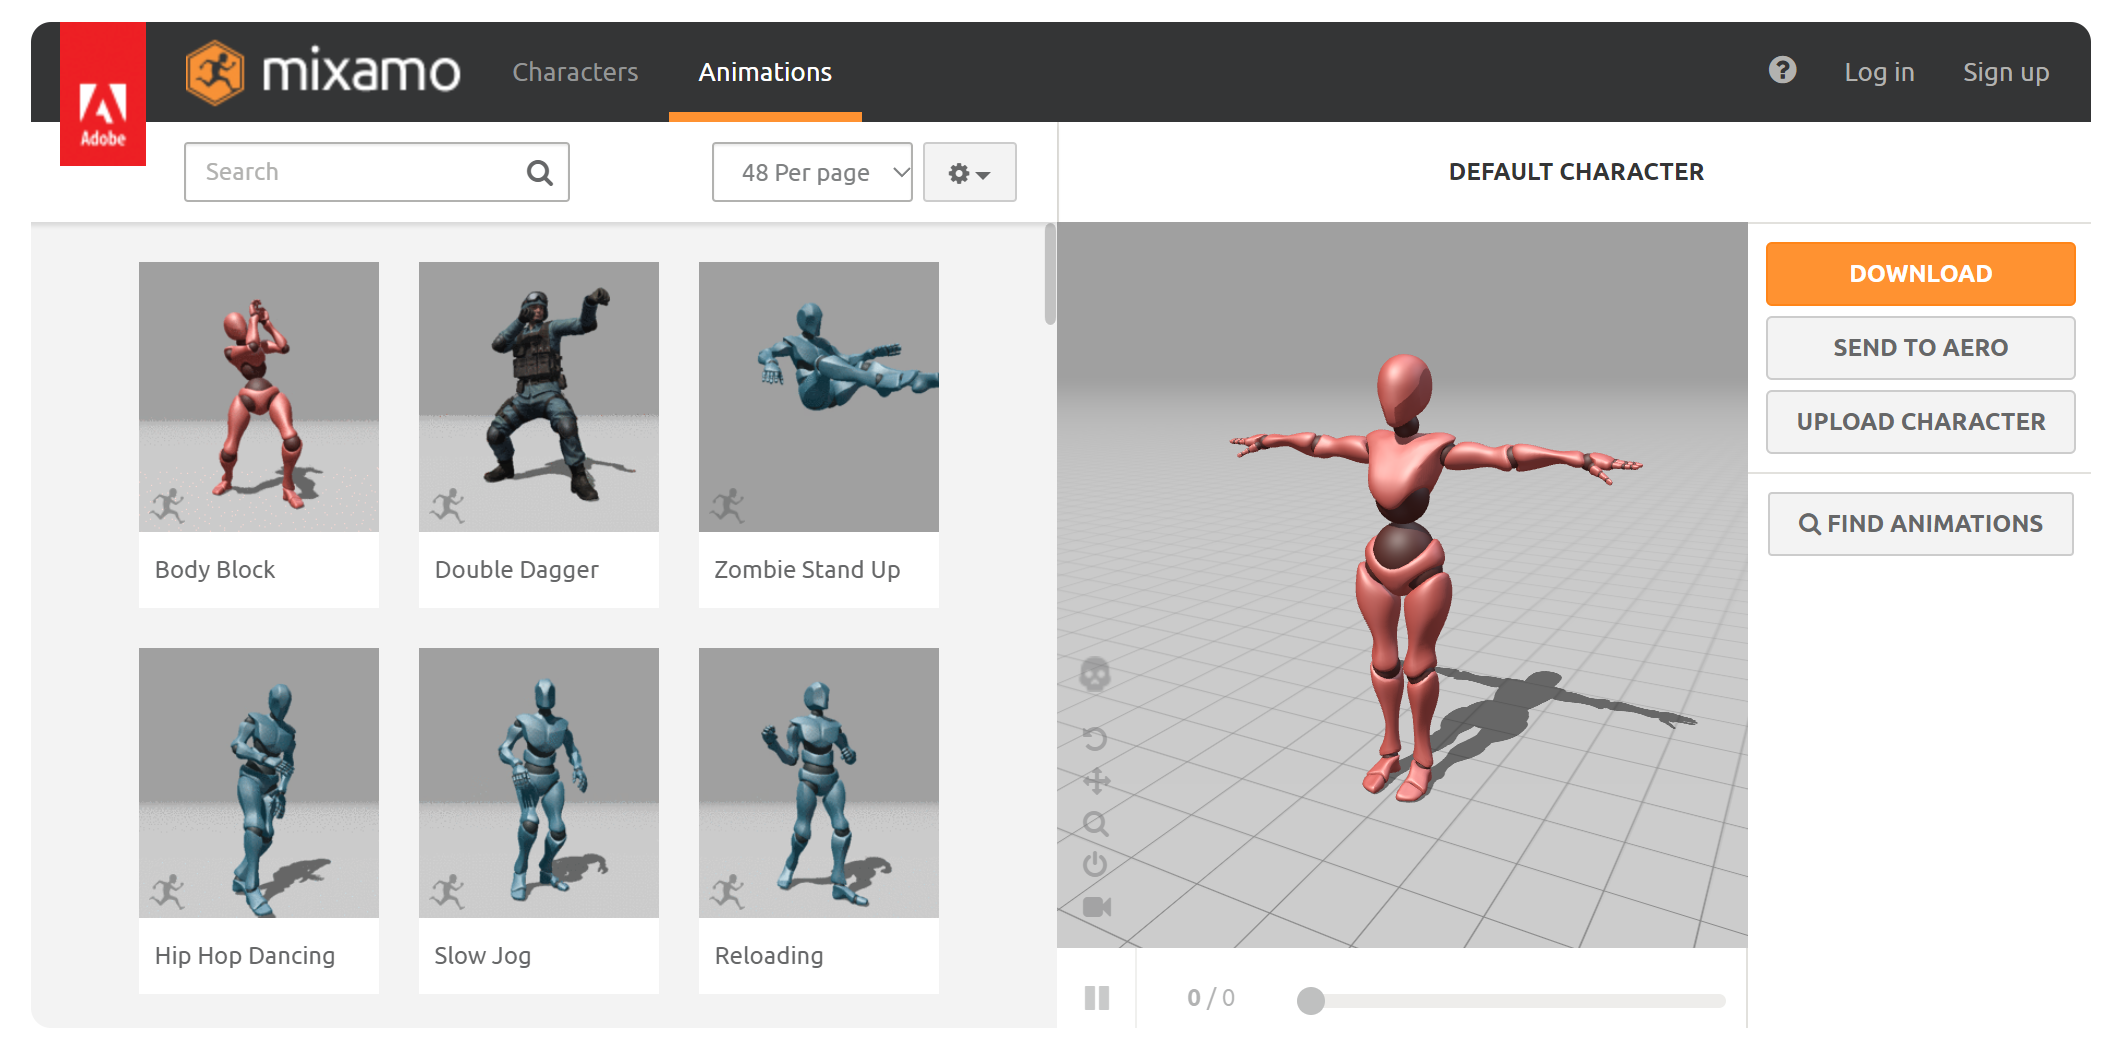 Adobe
mixamo
Characters
Animations
?
Log in
Sign up
Search
48 Per page
DEFAULT CHARACTER
Body Block
Double Dagger
Zombie Stand Up
Hip Hop Dancing
Slow Jog
Reloading
DOWNLOAD
SEND TO AERO
UPLOAD CHARACTER
FIND ANIMATIONS
0 / 0